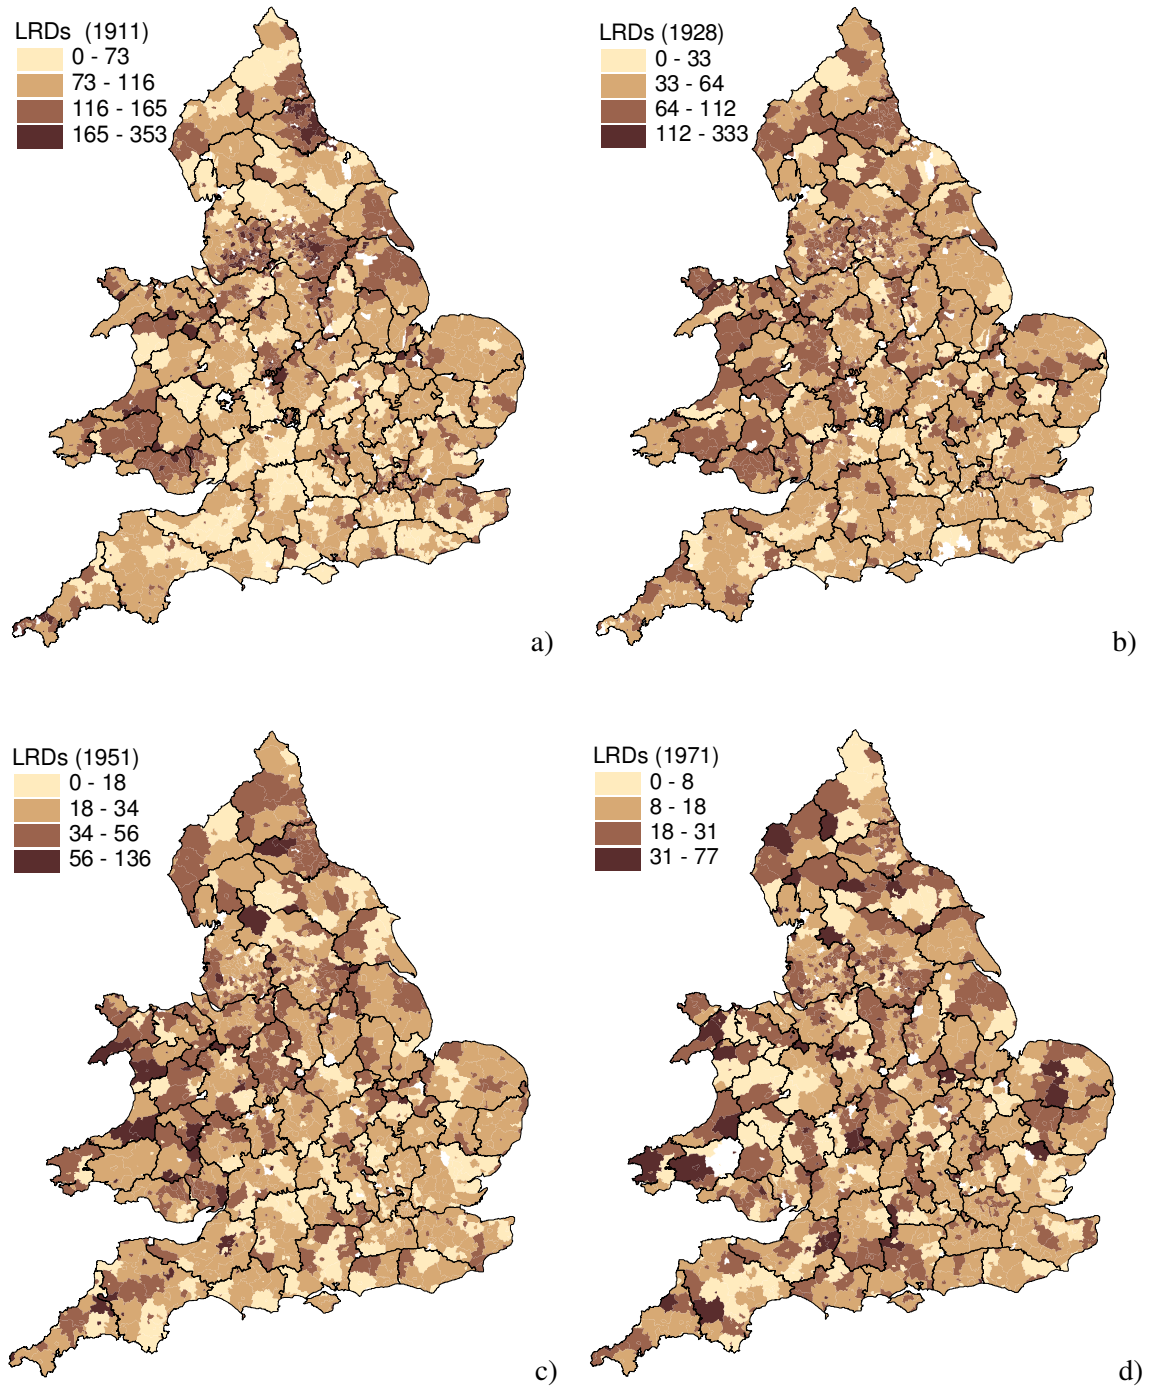 LRDs (1911)
0 - 73
73 - 116
116 - 165
165 - 353
a)
LRDs (1928)
0 - 33
33 - 64
64 - 112
112 - 333
b)
LRDs (1951)
0 - 18
18 - 34
34 - 56
56 - 136
c)
LRDs (1971)
0 - 8
8 - 18
18 - 31
31 - 77
d)